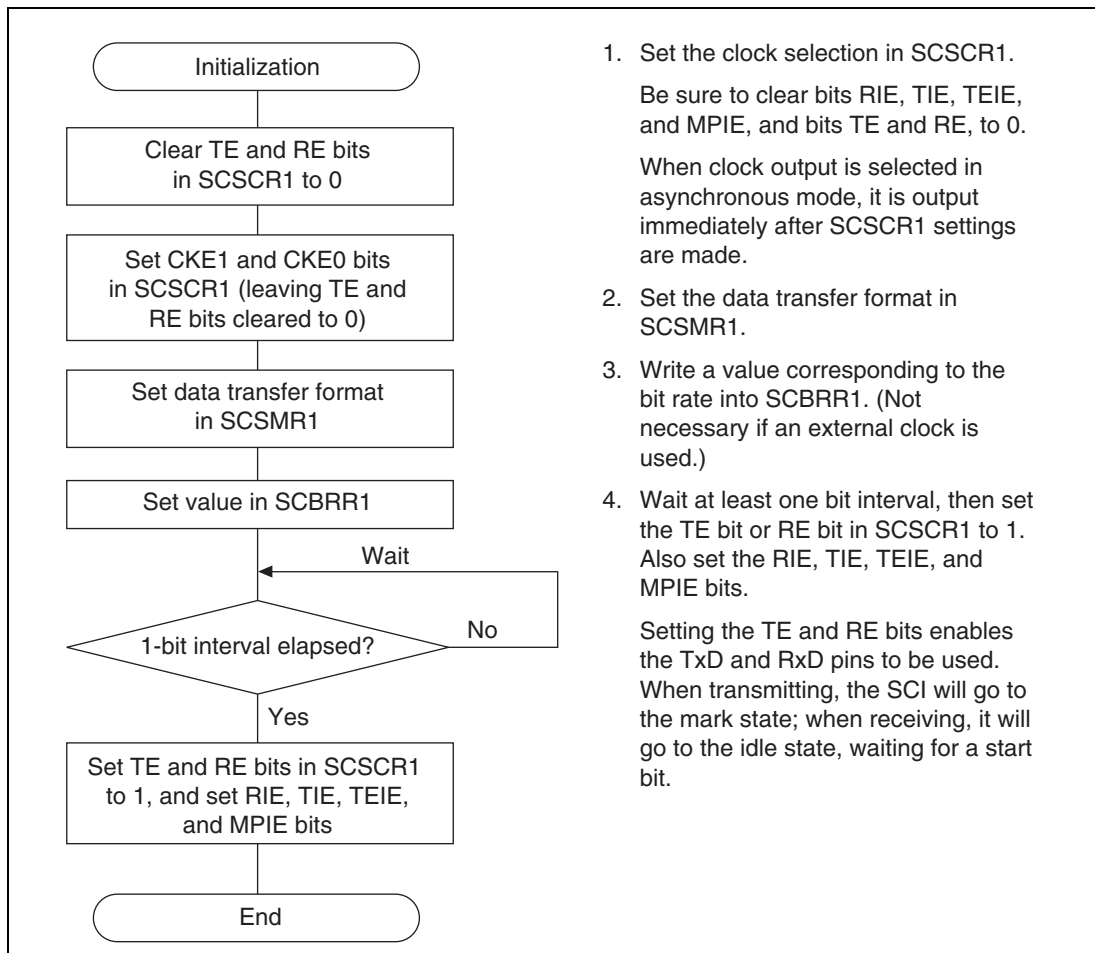 Initialization
Clear TE and RE bits
in SCSCR1 to 0
Set CKE1 and CKE0 bits
in SCSCR1 (leaving TE and
RE bits cleared to 0)
Set data transfer format
in SCSMR1
Set value in SCBRR1
Wait
1-bit interval elapsed?
No
Yes
Set TE and RE bits in SCSCR1
to 1, and set RIE, TIE, TEIE,
and MPIE bits
End
1. Set the clock selection in SCSCR1.
Be sure to clear bits RIE, TIE, TEIE,
and MPIE, and bits TE and RE, to 0.
When clock output is selected in
asynchronous mode, it is output
immediately after SCSCR1 settings
are made.
2. Set the data transfer format in
SCSMR1.
3. Write a value corresponding to the
bit rate into SCBRR1. (Not
necessary if an external clock is
used.)
4. Wait at least one bit interval, then set
the TE bit or RE bit in SCSCR1 to 1.
Also set the RIE, TIE, TEIE, and
MPIE bits.
Setting the TE and RE bits enables
the TxD and RxD pins to be used.
When transmitting, the SCI will go to
the mark state; when receiving, it will
go to the idle state, waiting for a start
bit.